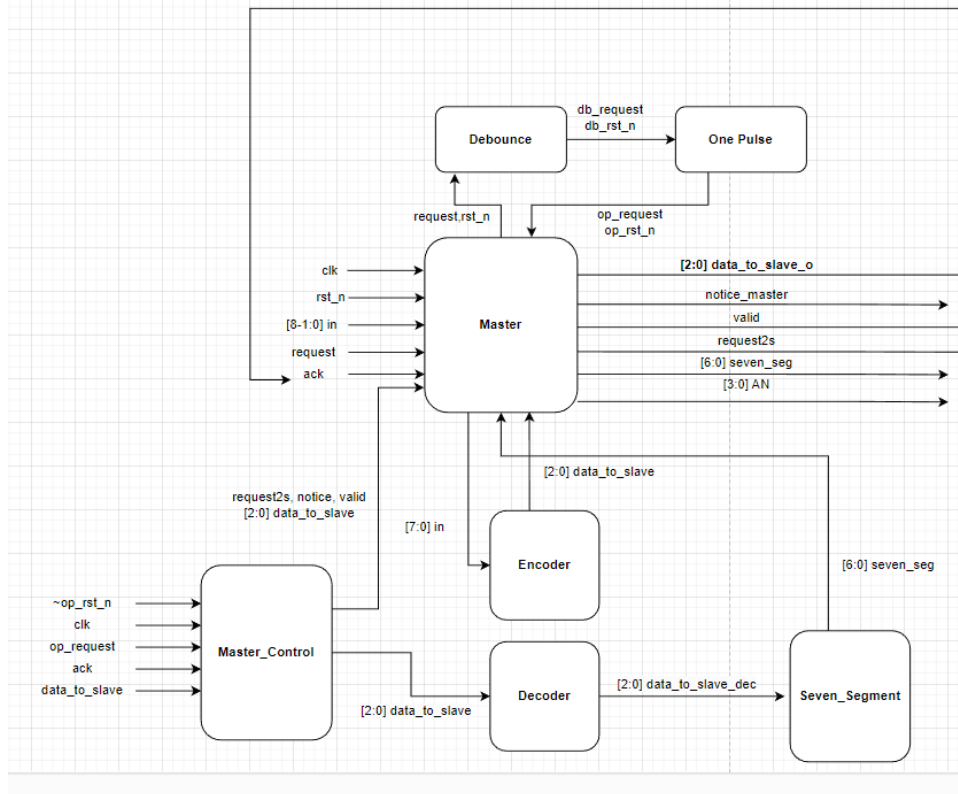 db_request
db_rst_n
Debounce
One Pulse
request,rst_n
op_request
op_rst_n
clk
rst_n
[8-1:0] in
request
ack
Master
[2:0] data_to_slave_o
notice_master
valid
request2s
[6:0] seven_seg
[3:0] AN
[2:0] data_to_slave
request2s, notice, valid
[2:0] data_to_slave
[7:0] in
Encoder
[6:0] seven_seg
~op_rst_n
clk
op_request
ack
data_to_slave
Master_Control
[2:0] data_to_slave
Decoder
[2:0] data_to_slave_dec
Seven_Segment